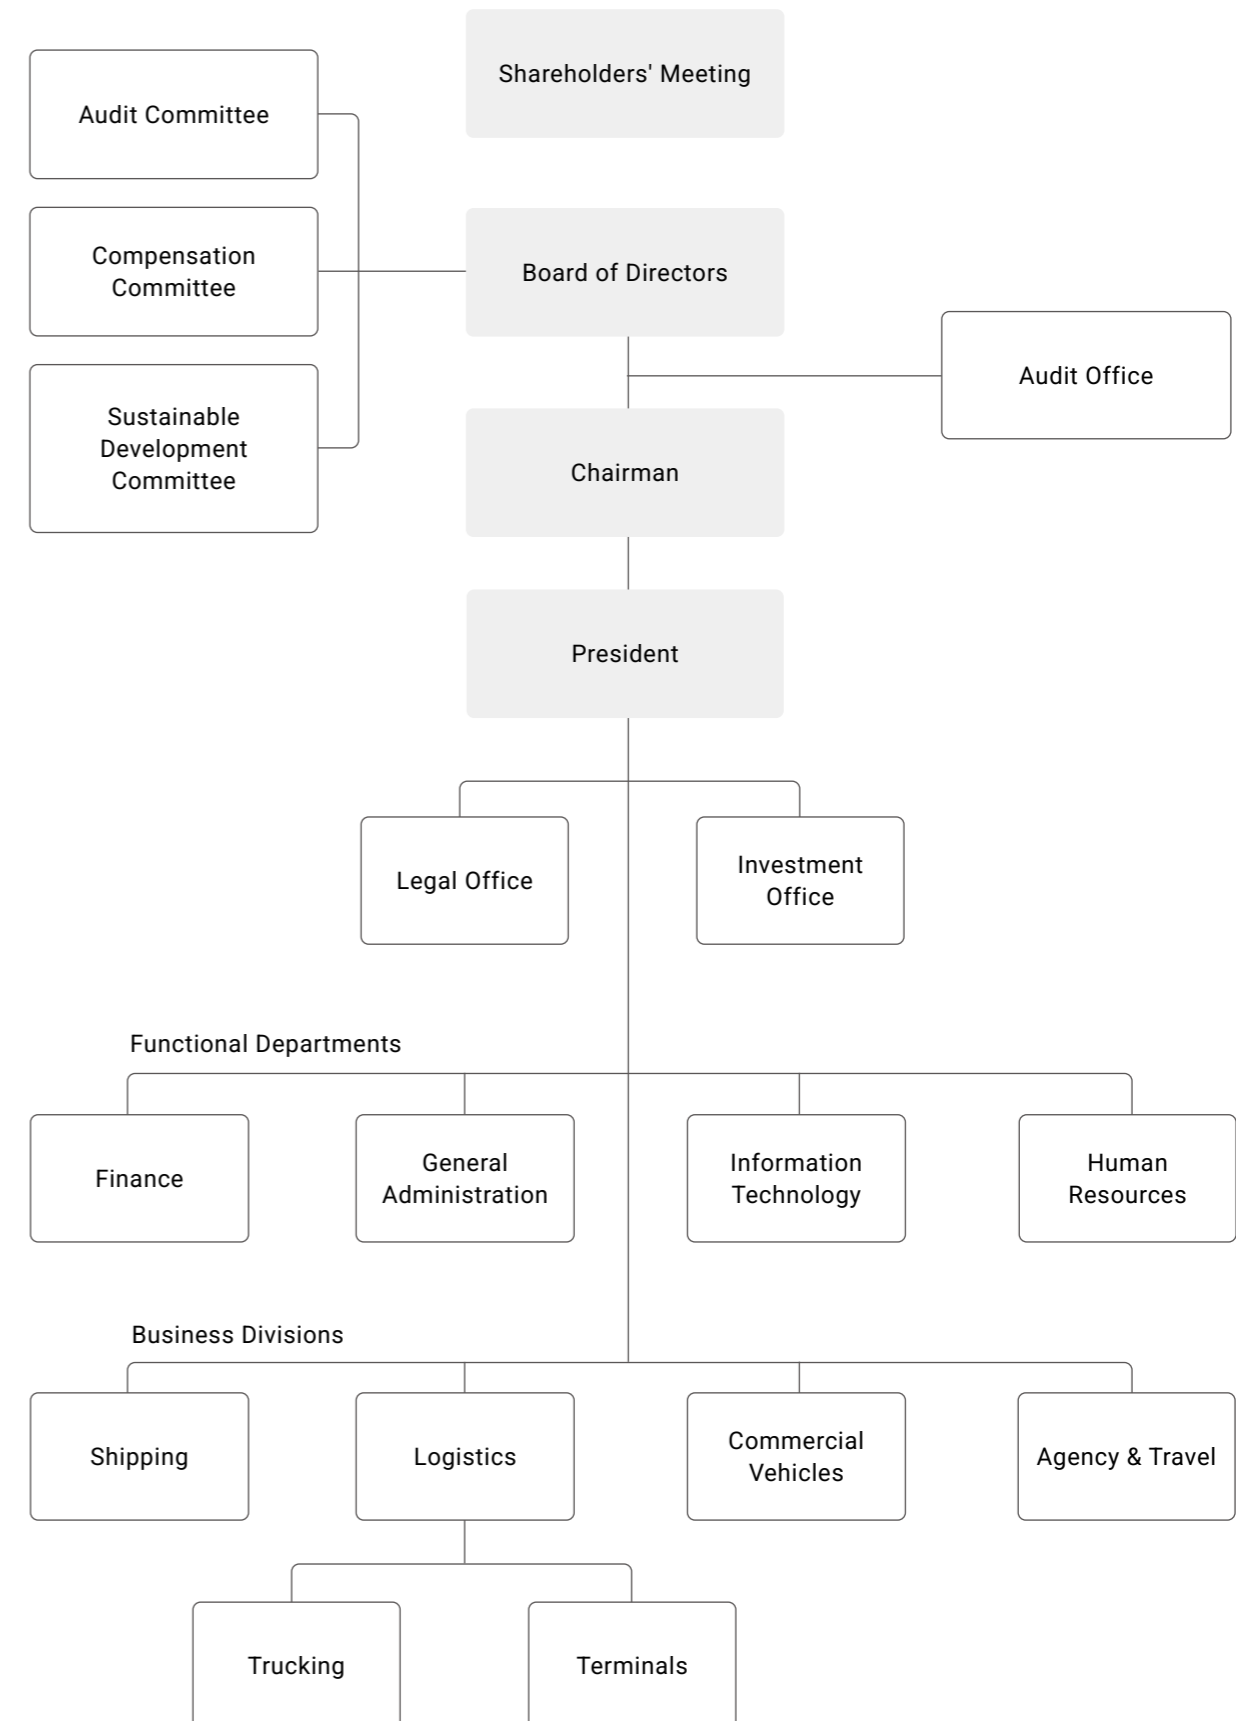 Shareholders' Meeting
Audit Committee
Compensation
Committee
Board of Directors
Audit Office
Sustainable
Development
Committee
Chairman
President
Legal Office
Investment
Office
Functional Departments
Finance
General
Administration
Information
Technology
Human
Resources
Business Divisions
Shipping
Logistics
Commercial
Vehicles
Agency & Travel
Trucking
Terminals